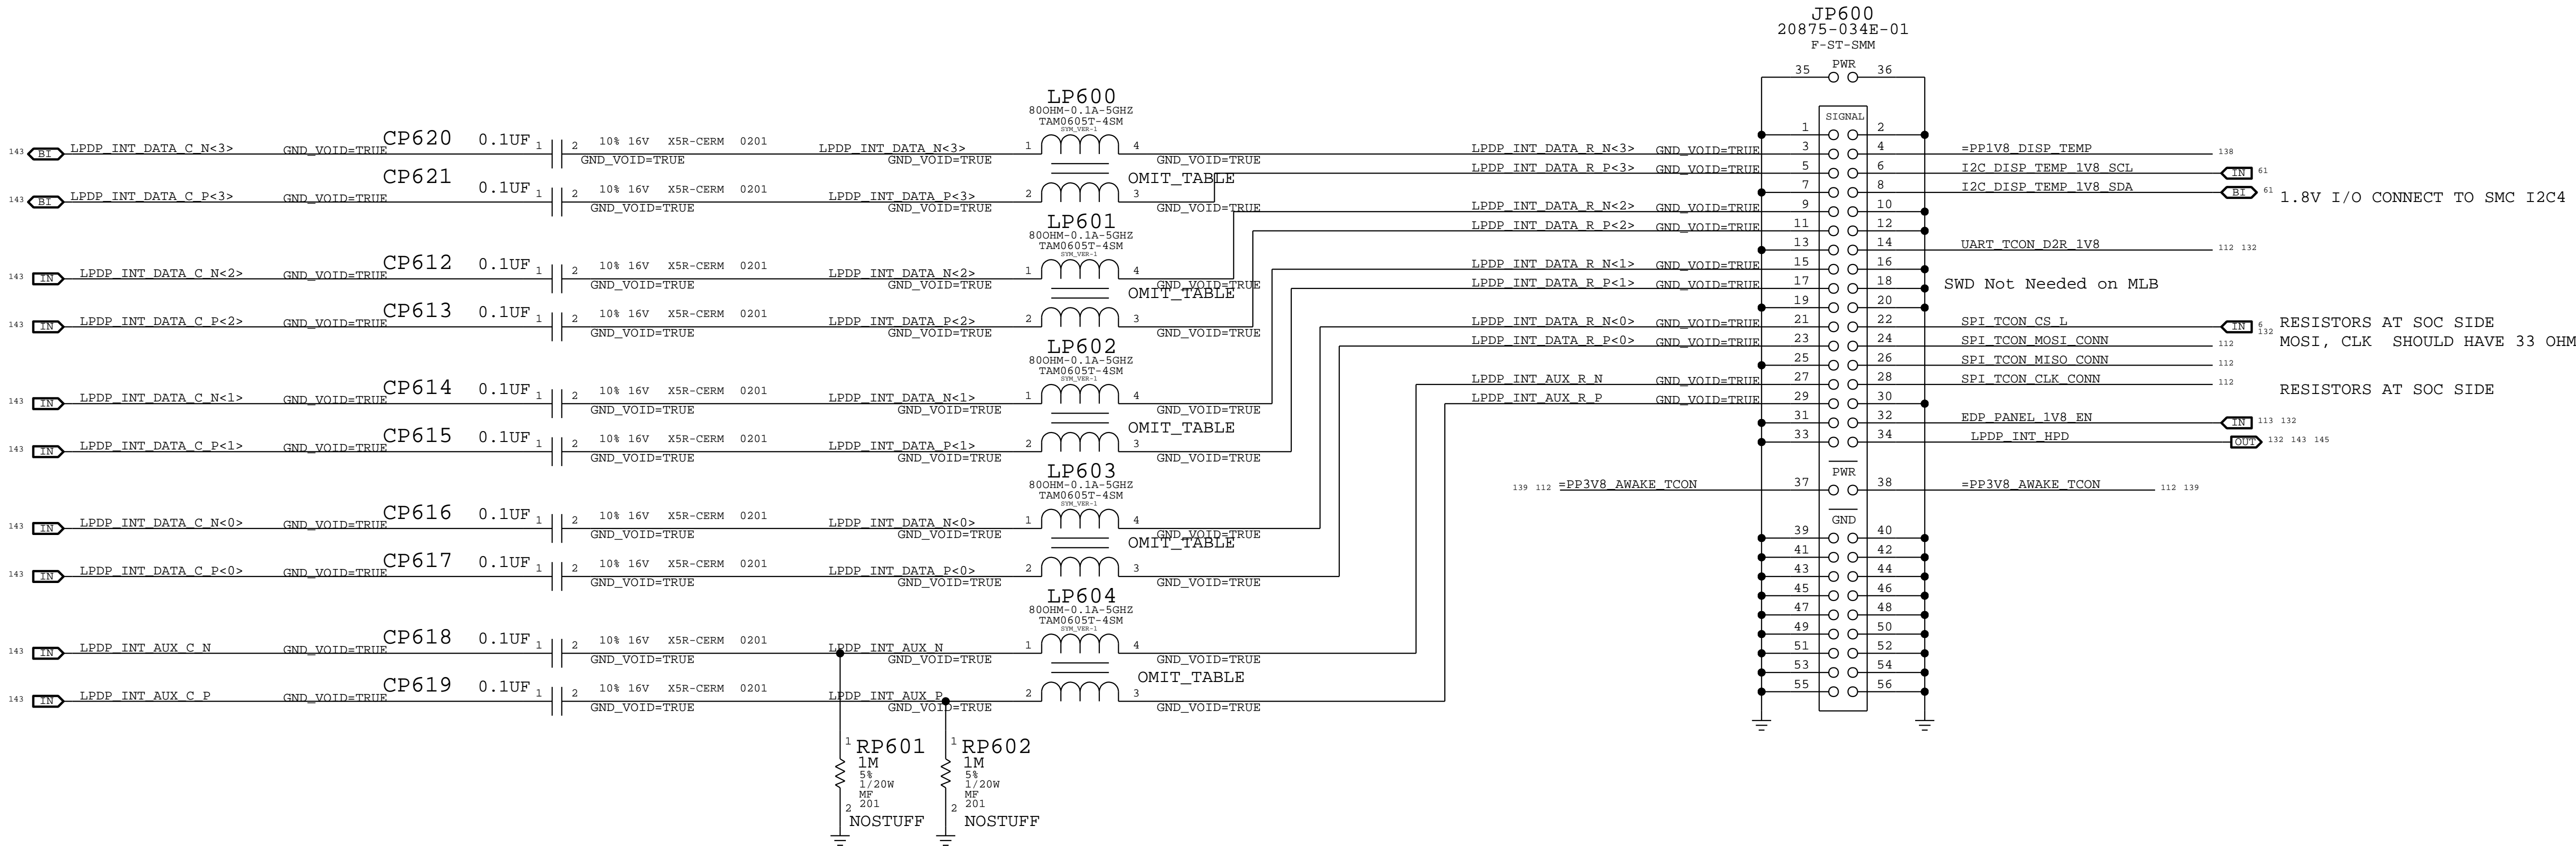 JP600
20875-034E-01
F-ST-SMM
PWR
35 36
SIGNAL
LP600
80OHM-0.1A-5GHZ
TAM0605T-4SM
SYM_VER-1
143 BI LPDP_INT_DATA_C_N<3> GND_VOID=TRUE CP620 0.1UF 1 2 10% 16V X5R-CERM 0201 GND_VOID=TRUE LPDP_INT_DATA_N<3> GND_VOID=TRUE 1 4 GND_VOID=TRUE
OMIT_TABLE
143 BI LPDP_INT_DATA_C_P<3> GND_VOID=TRUE CP621 0.1UF 1 2 10% 16V X5R-CERM 0201 GND_VOID=TRUE LPDP_INT_DATA_P<3> GND_VOID=TRUE 2 3 GND_VOID=TRUE
LP601
80OHM-0.1A-5GHZ
TAM0605T-4SM
SYM_VER-1
143 IN LPDP_INT_DATA_C_N<2> GND_VOID=TRUE CP612 0.1UF 1 2 10% 16V X5R-CERM 0201 GND_VOID=TRUE LPDP_INT_DATA_N<2> GND_VOID=TRUE 1 4 GND_VOID=TRUE
OMIT_TABLE
143 IN LPDP_INT_DATA_C_P<2> GND_VOID=TRUE CP613 0.1UF 1 2 10% 16V X5R-CERM 0201 GND_VOID=TRUE LPDP_INT_DATA_P<2> GND_VOID=TRUE 2 3 GND_VOID=TRUE
LP602
80OHM-0.1A-5GHZ
TAM0605T-4SM
SYM_VER-1
143 IN LPDP_INT_DATA_C_N<1> GND_VOID=TRUE CP614 0.1UF 1 2 10% 16V X5R-CERM 0201 GND_VOID=TRUE LPDP_INT_DATA_N<1> GND_VOID=TRUE 1 4 GND_VOID=TRUE
OMIT_TABLE
143 IN LPDP_INT_DATA_C_P<1> GND_VOID=TRUE CP615 0.1UF 1 2 10% 16V X5R-CERM 0201 GND_VOID=TRUE LPDP_INT_DATA_P<1> GND_VOID=TRUE 2 3 GND_VOID=TRUE
LP603
80OHM-0.1A-5GHZ
TAM0605T-4SM
SYM_VER-1
143 IN LPDP_INT_DATA_C_N<0> GND_VOID=TRUE CP616 0.1UF 1 2 10% 16V X5R-CERM 0201 GND_VOID=TRUE LPDP_INT_DATA_N<0> GND_VOID=TRUE 1 4 GND_VOID=TRUE
OMIT_TABLE
143 IN LPDP_INT_DATA_C_P<0> GND_VOID=TRUE CP617 0.1UF 1 2 10% 16V X5R-CERM 0201 GND_VOID=TRUE LPDP_INT_DATA_P<0> GND_VOID=TRUE 2 3 GND_VOID=TRUE
LP604
80OHM-0.1A-5GHZ
TAM0605T-4SM
SYM_VER-1
143 IN LPDP_INT_AUX_C_N GND_VOID=TRUE CP618 0.1UF 1 2 10% 16V X5R-CERM 0201 GND_VOID=TRUE LPDP_INT_AUX_N GND_VOID=TRUE 1 4 GND_VOID=TRUE
OMIT_TABLE
143 IN LPDP_INT_AUX_C_P GND_VOID=TRUE CP619 0.1UF 1 2 10% 16V X5R-CERM 0201 GND_VOID=TRUE LPDP_INT_AUX_P GND_VOID=TRUE 2 3 GND_VOID=TRUE
1 RP601
1M
5%
1/20W
MF
2 201
NOSTUFF
1 RP602
1M
5%
1/20W
MF
2 201
NOSTUFF
1 2
LPDP_INT_DATA_R_N<3> GND_VOID=TRUE 3 4 =PP1V8_DISP_TEMP 138
LPDP_INT_DATA_R_P<3> GND_VOID=TRUE 5 6 I2C_DISP_TEMP_1V8_SCL IN 61
7 8 I2C_DISP_TEMP_1V8_SDA BI 61 1.8V I/O CONNECT TO SMC I2C4
LPDP_INT_DATA_R_N<2> GND_VOID=TRUE 9 10
LPDP_INT_DATA_R_P<2> GND_VOID=TRUE 11 12
13 14 UART_TCON_D2R_1V8 112 132
LPDP_INT_DATA_R_N<1> GND_VOID=TRUE 15 16
LPDP_INT_DATA_R_P<1> GND_VOID=TRUE 17 18 SWD Not Needed on MLB
19 20
LPDP_INT_DATA_R_N<0> GND_VOID=TRUE 21 22 SPI_TCON_CS_L IN 6 132 RESISTORS AT SOC SIDE
LPDP_INT_DATA_R_P<0> GND_VOID=TRUE 23 24 SPI_TCON_MOSI_CONN 112 MOSI, CLK SHOULD HAVE 33 OHM
25 26 SPI_TCON_MISO_CONN 112
LPDP_INT_AUX_R_N GND_VOID=TRUE 27 28 SPI_TCON_CLK_CONN 112 RESISTORS AT SOC SIDE
LPDP_INT_AUX_R_P GND_VOID=TRUE 29 30
31 32 EDP_PANEL_1V8_EN IN 113 132
33 34 LPDP_INT_HPD OUT 132 143 145
PWR
139 112 =PP3V8_AWAKE_TCON 37 38 =PP3V8_AWAKE_TCON 112 139
GND
39 40
41 42
43 44
45 46
47 48
49 50
51 52
53 54
55 56